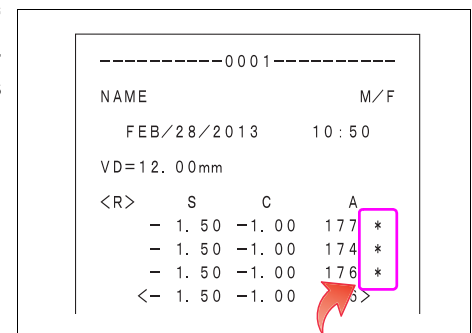 ----------0001----------
NAME M/F
FEB/28/2013 10:50
VD=12.00mm
<R> S C A
- 1.50 -1.00 177 *
- 1.50 -1.00 174 *
- 1.50 -1.00 176 *
<- 1.50 -1.00 6>